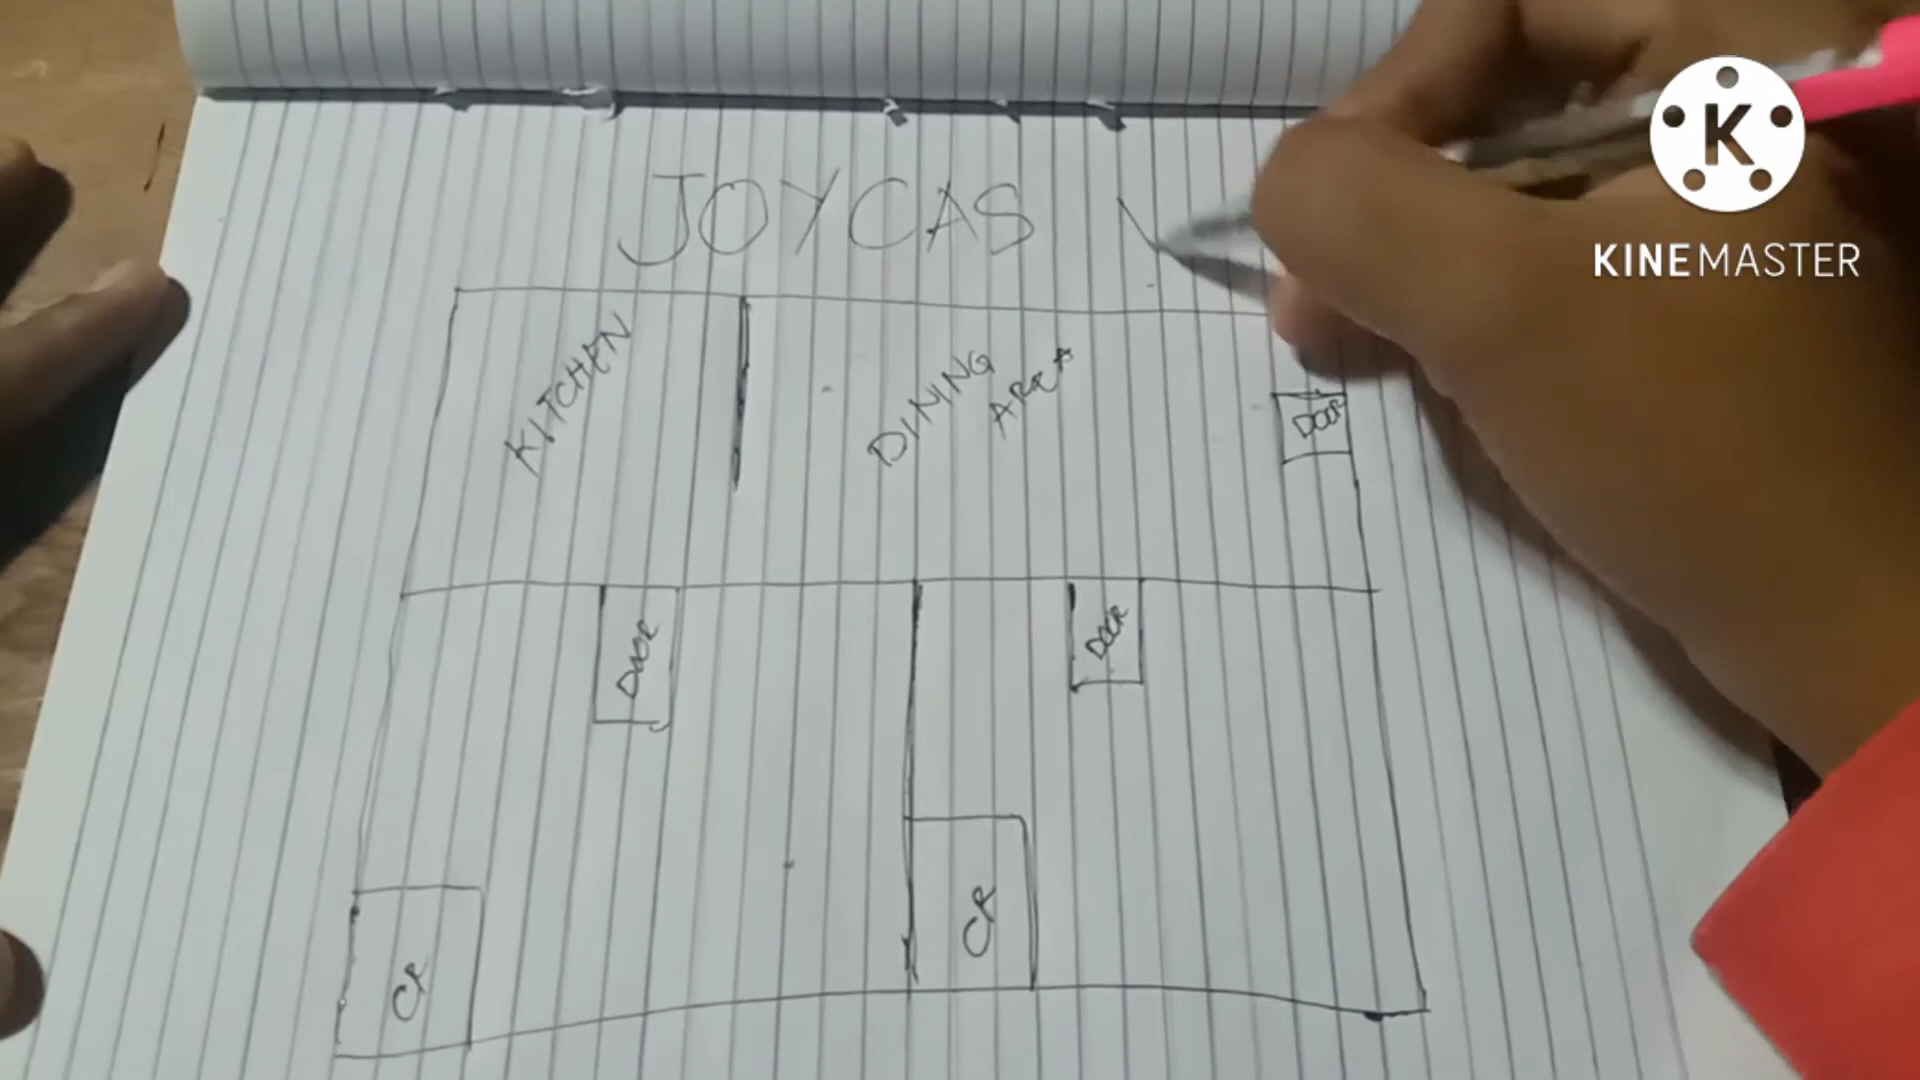 JOYCAS
KITCHEN
DINING
AREA
DOOR
DOOR
DOOR
CR
CR
K
KINEMASTER